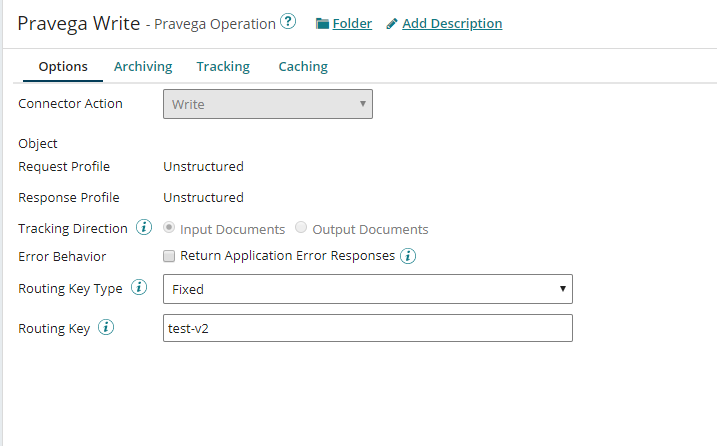 Pravega Write - Pravega Operation ? Folder Add Description
Options Archiving Tracking Caching
Connector Action Write
Object
Request Profile Unstructured
Response Profile Unstructured
Tracking Direction i Input Documents Output Documents
Error Behavior Return Application Error Responses i
Routing Key Type i Fixed
Routing Key i test-v2